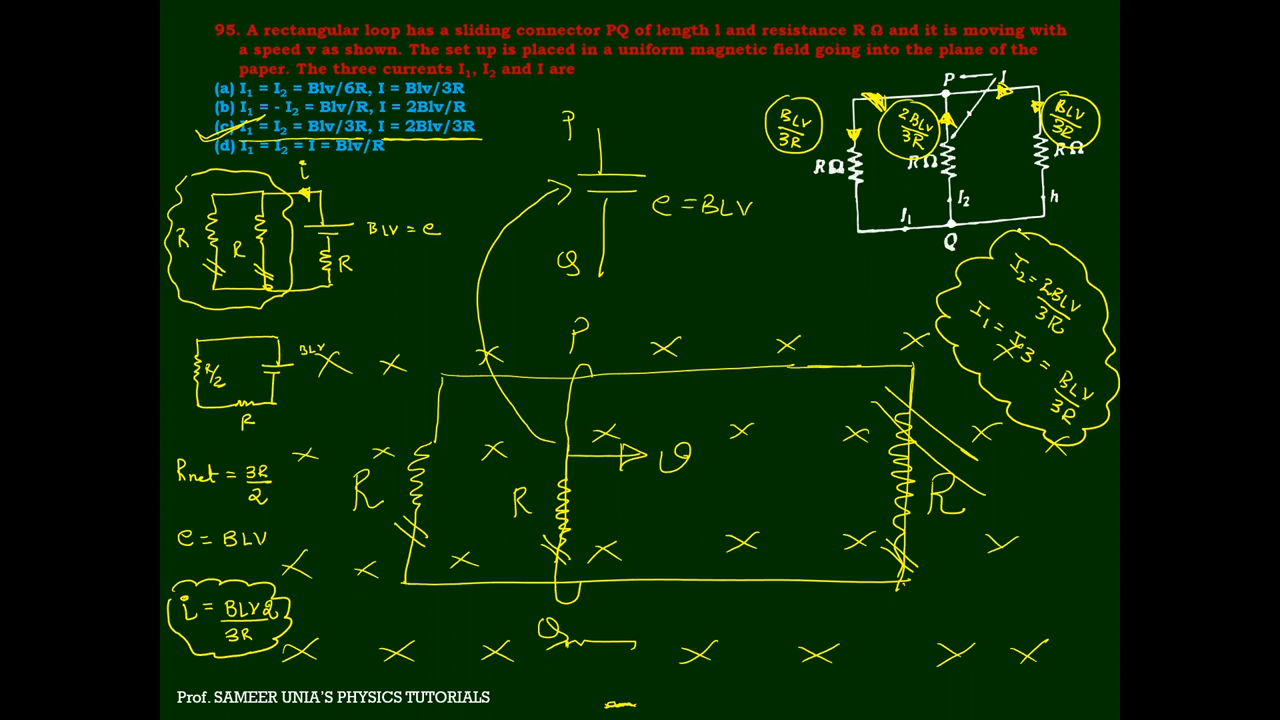 95. A rectangular loop has a sliding connector PQ of length l and resistance R Ω and it is moving with
a speed v as shown. The set up is placed in a uniform magnetic field going into the plane of the
paper. The three currents I₁, I₂ and I are
(a) I₁ = I₂ = Blv/6R, I = Blv/3R
(b) I₁ = - I₂ = Blv/R, I = 2Blv/R
(c) I₁ = I₂ = Blv/3R, I = 2Blv/3R
(d) I₁ = I₂ = I = Blv/R
P
I
BLV/3R
2BLV/3R
BLV/3R
RΩ
RΩ
RΩ
I₁
I₂
Q
P
e = BLV
Q
i
R
R
BLV = e
R
BLV
R/2
R
Rnet = 3R/2
e = BLV
i = BLV2/3R
I₂ = 2BLV/3R
I₁ = I3 = BLV/3R
P
R
R
R
Q
Prof. SAMEER UNIA'S PHYSICS TUTORIALS